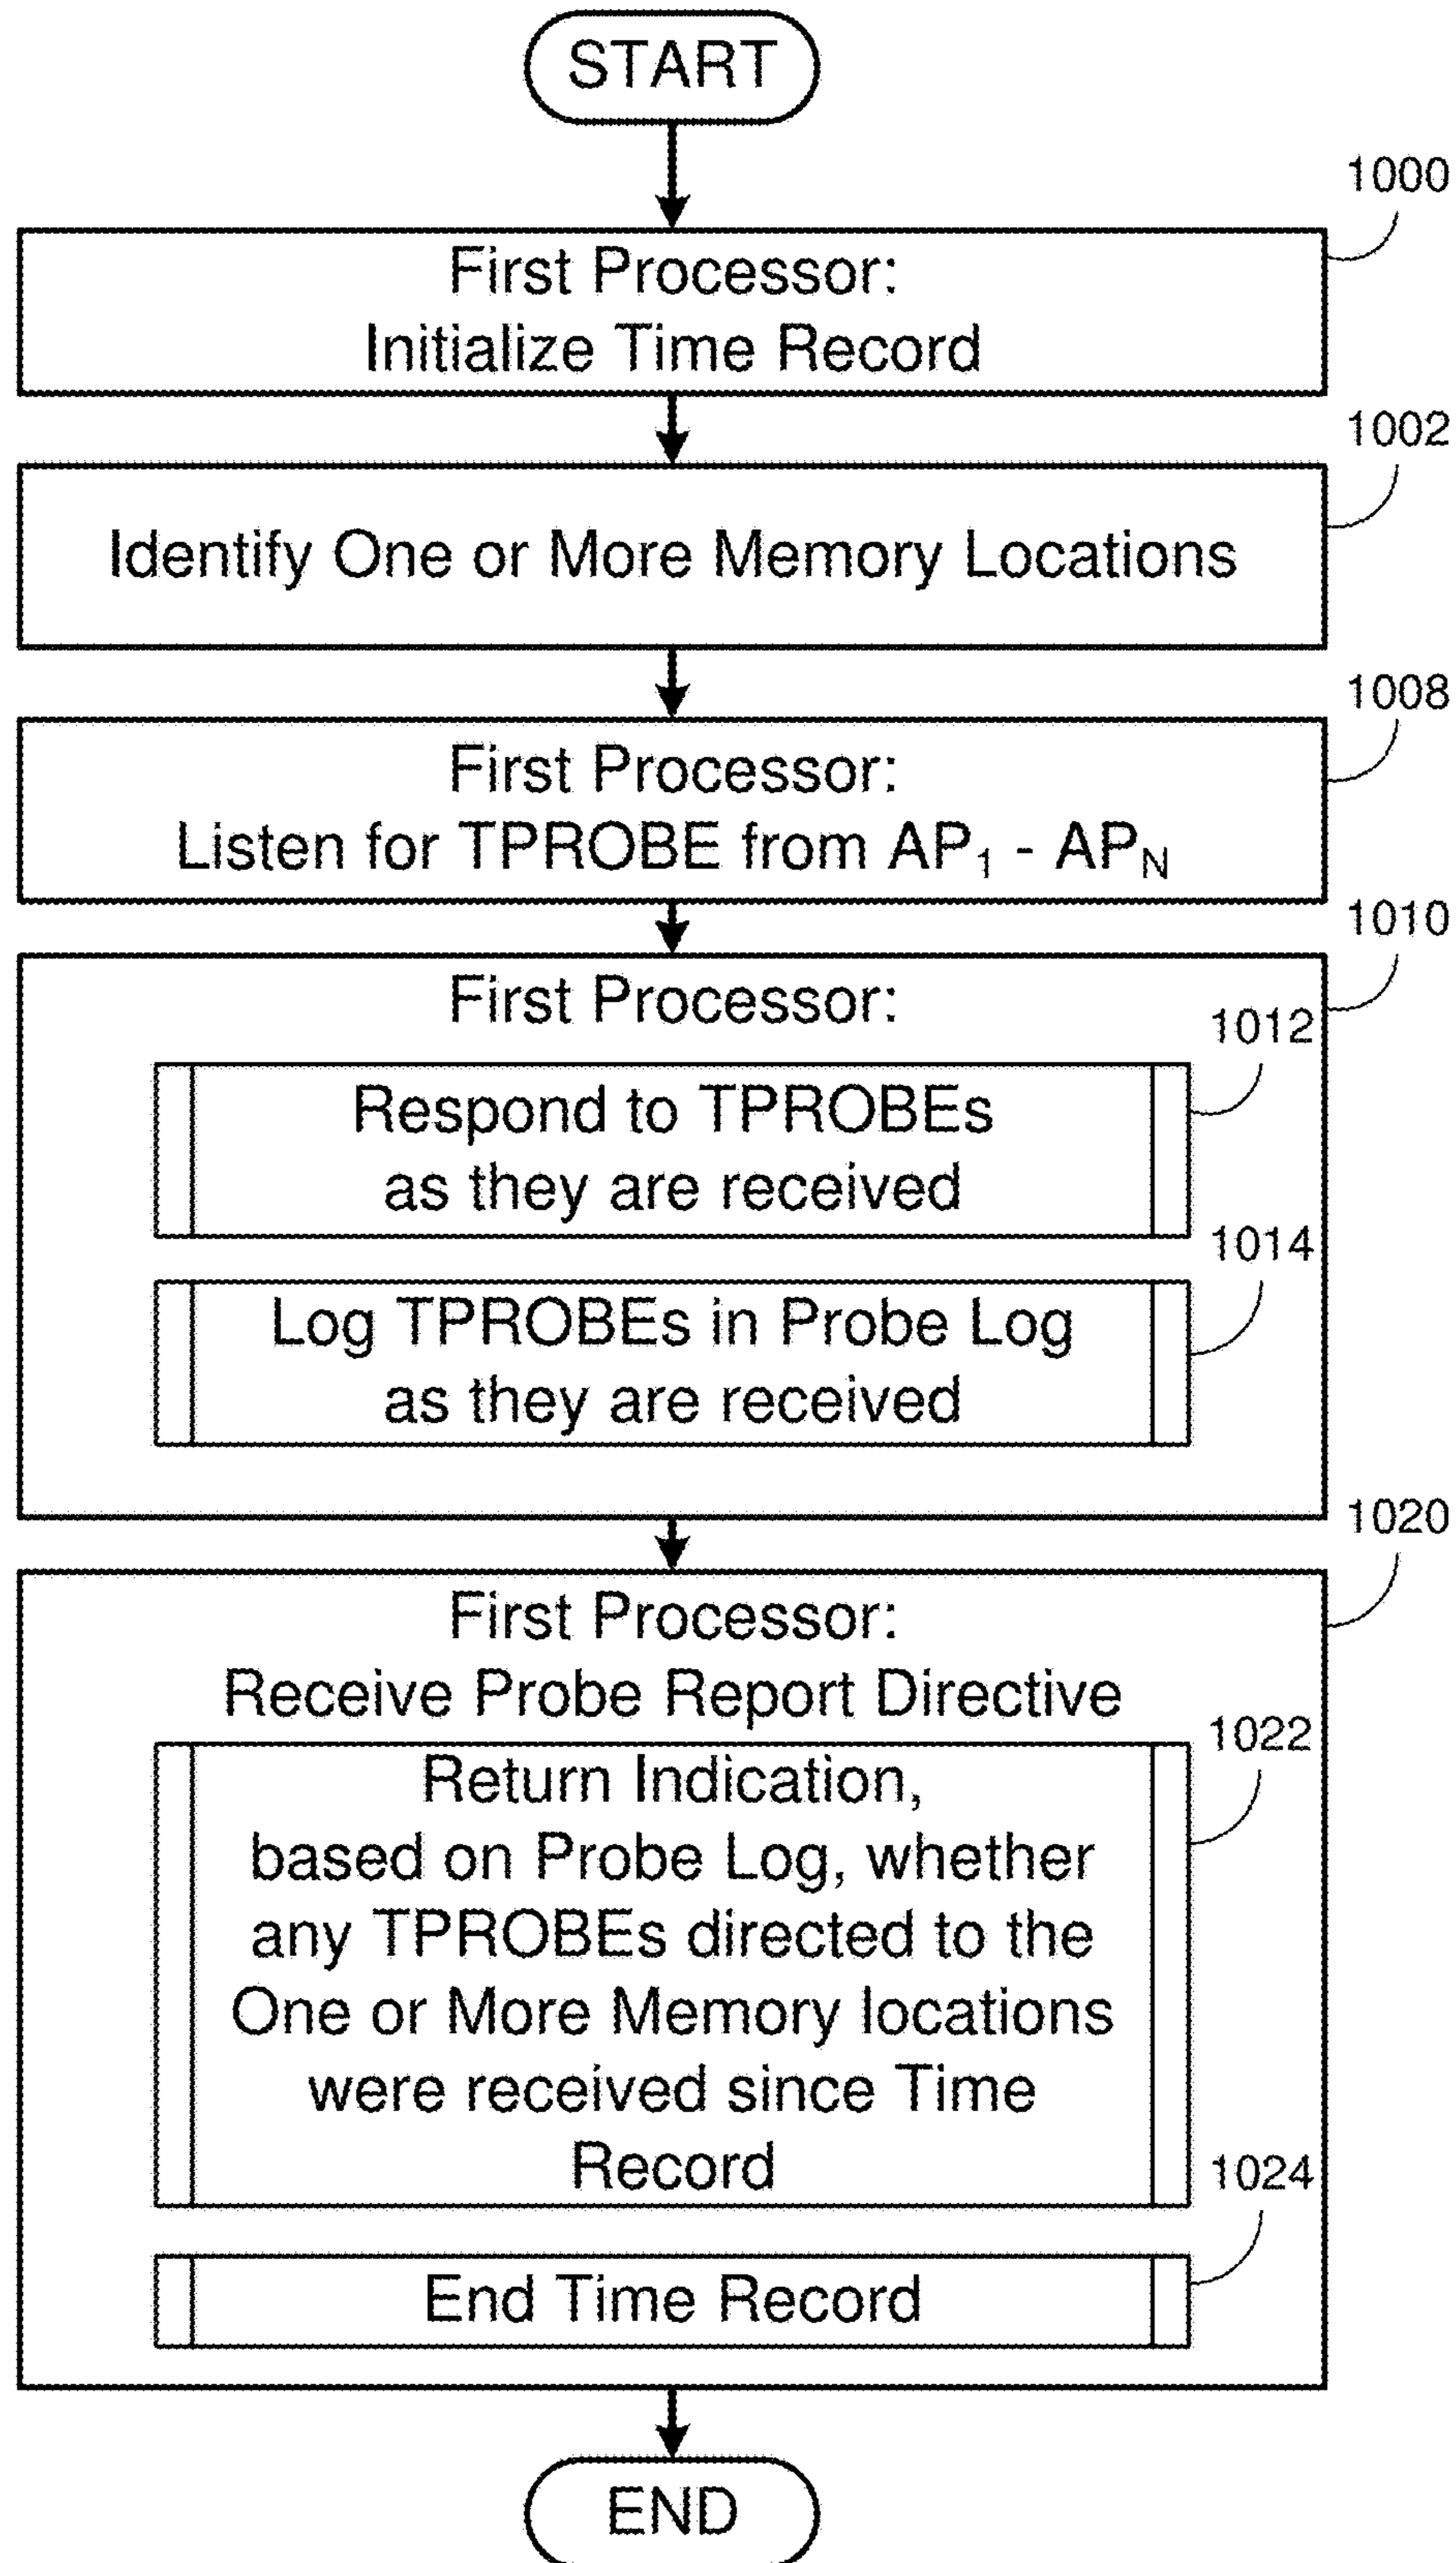 START
1000
First Processor:
Initialize Time Record
1002
Identify One or More Memory Locations
1008
First Processor:
Listen for TPROBE from AP₁ - APN
1010
First Processor:
1012
Respond to TPROBEs
as they are received
1014
Log TPROBEs in Probe Log
as they are received
1020
First Processor:
Receive Probe Report Directive
1022
Return Indication,
based on Probe Log, whether
any TPROBEs directed to the
One or More Memory locations
were received since Time
Record
1024
End Time Record
END